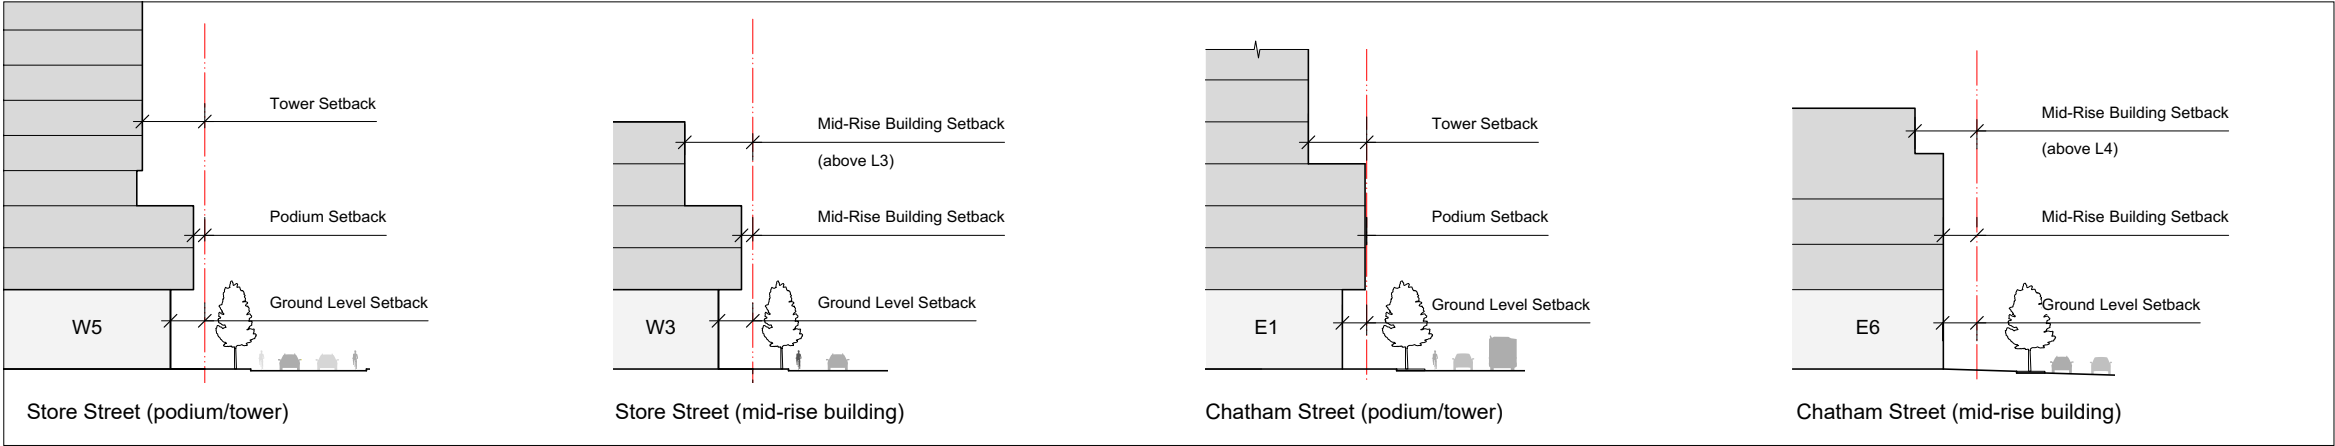 Tower Setback
Podium Setback
Ground Level Setback
W5
Store Street (podium/tower)
Mid-Rise Building Setback
(above L3)
Mid-Rise Building Setback
Ground Level Setback
W3
Store Street (mid-rise building)
Tower Setback
Podium Setback
Ground Level Setback
E1
Chatham Street (podium/tower)
Mid-Rise Building Setback
(above L4)
Mid-Rise Building Setback
Ground Level Setback
E6
Chatham Street (mid-rise building)